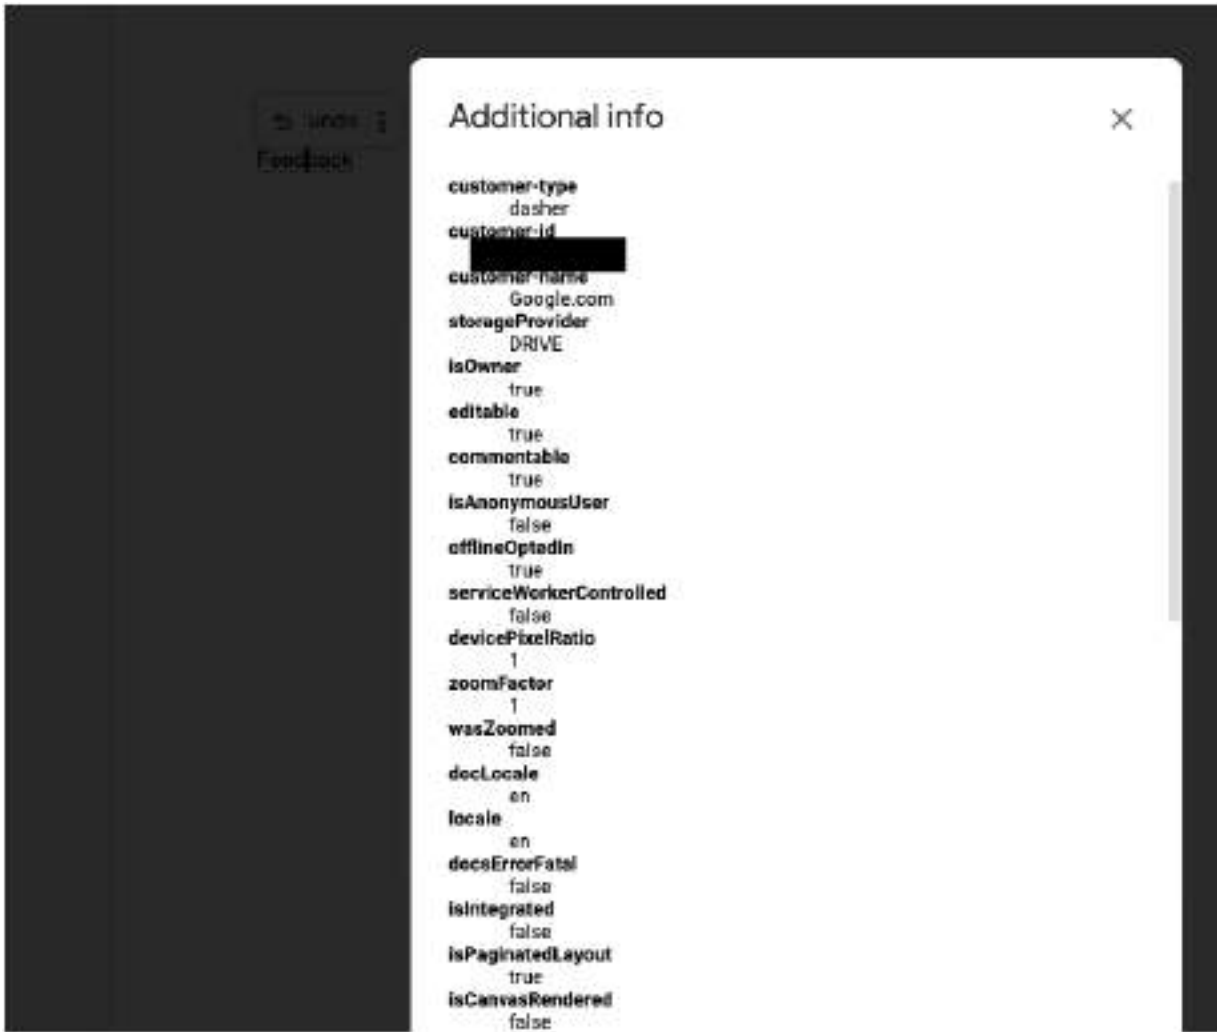 undo
Feedback
Additional info
customer-type
dasher
customer-id
customer-name
Google.com
storageProvider
DRIVE
isOwner
true
editable
true
commentable
true
isAnonymousUser
false
offlineOptedIn
true
serviceWorkerControlled
false
devicePixelRatio
1
zoomFactor
1
wasZoomed
false
docLocale
en
locale
en
docsErrorFatal
false
isIntegrated
false
isPaginatedLayout
true
isCanvasRendered
false